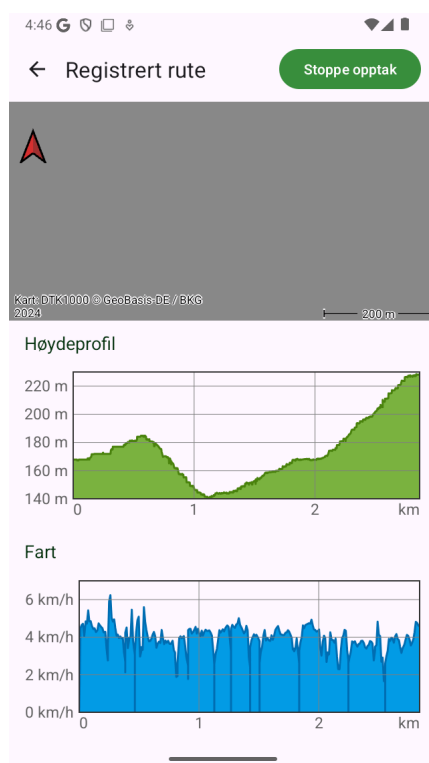 4:46
Registrert rute
Stoppe opptak
Kart: DTK1000 © GeoBasis-DE / BKG
2024
200 m
Høydeprofil
220 m
200 m
180 m
160 m
140 m
0 1 2 km
Fart
6 km/h
4 km/h
2 km/h
0 km/h
0 1 2 km